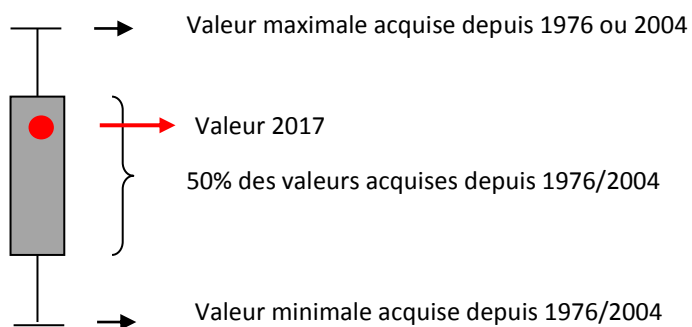 Valeur maximale acquise depuis 1976 ou 2004
Valeur 2017
50% des valeurs acquises depuis 1976/2004
Valeur minimale acquise depuis 1976/2004